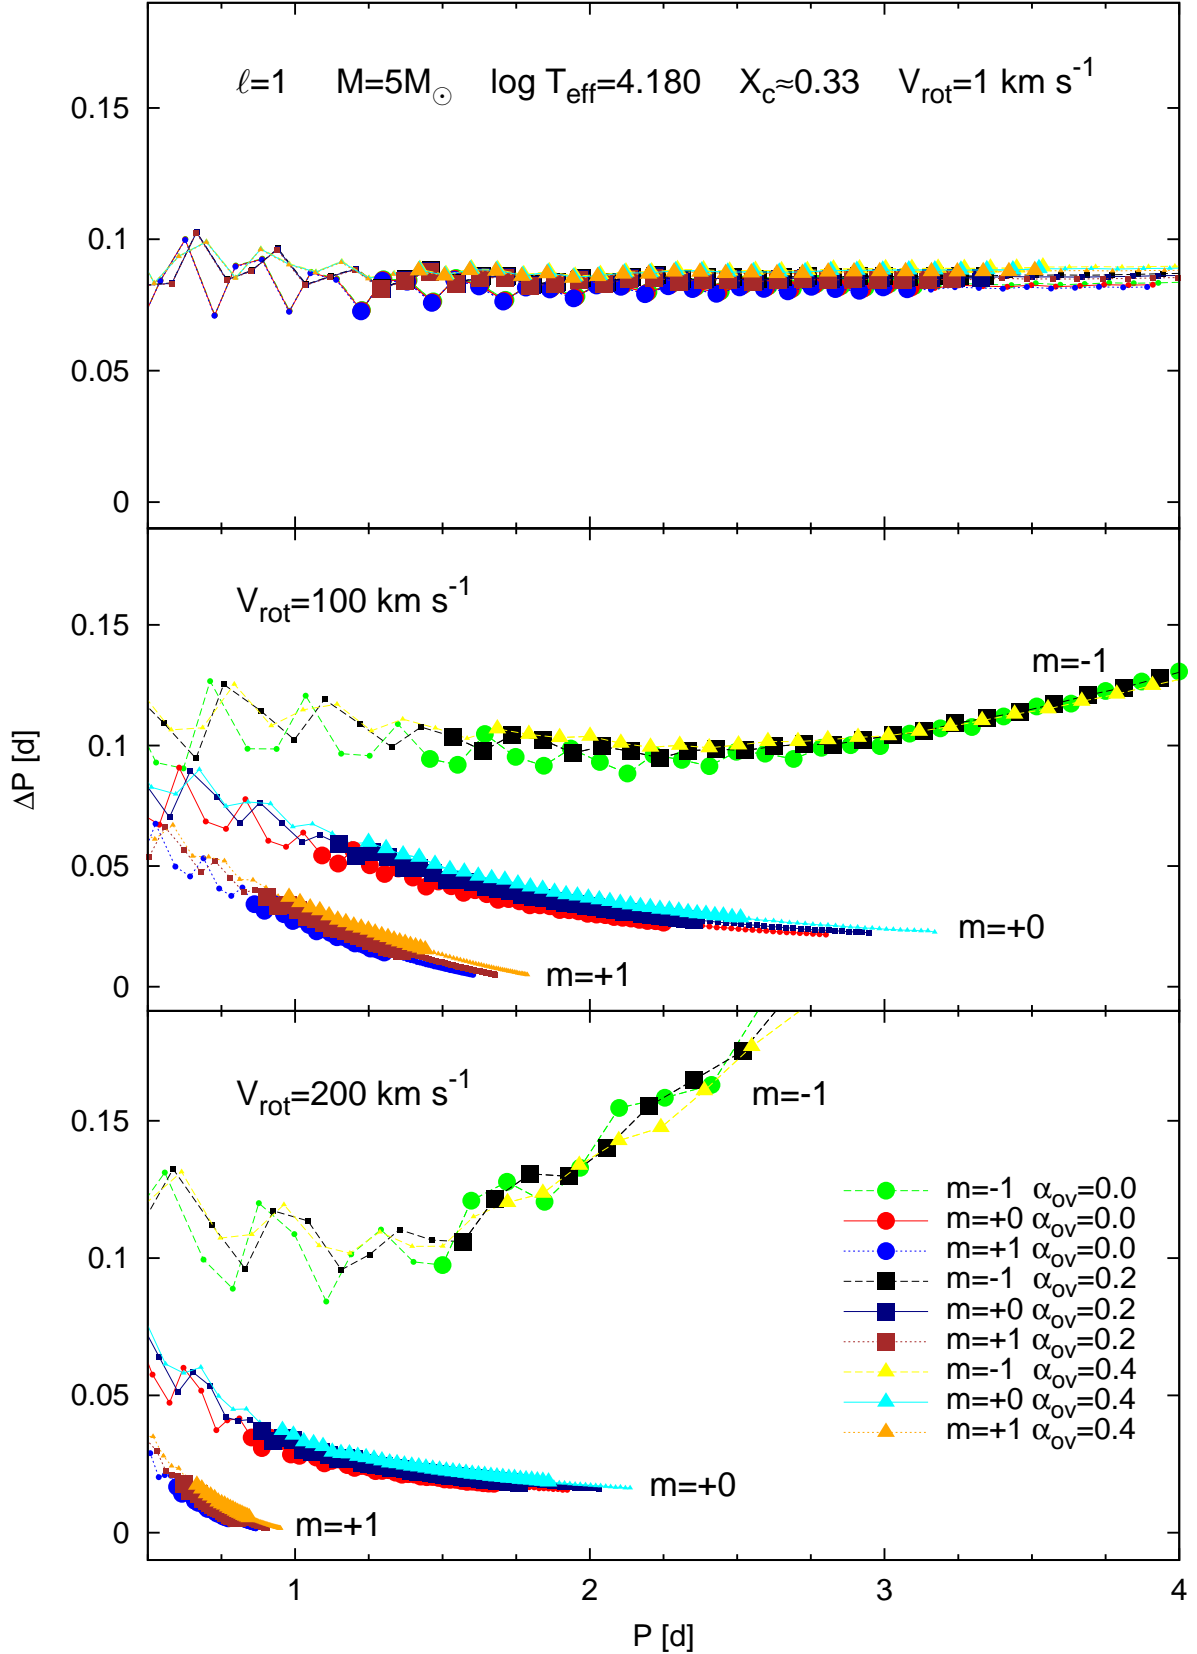 ℓ=1 M=5M☉ log Teff=4.180 Xc≈0.33 Vrot=1 km s-1
0.15
0.1
0.05
0
Vrot=100 km s-1
m=-1
0.15
0.1
ΔP [d]
0.05
m=+0
m=+1
0
Vrot=200 km s-1
m=-1
0.15
m=-1 αov=0.0
m=+0 αov=0.0
m=+1 αov=0.0
0.1
m=-1 αov=0.2
m=+0 αov=0.2
m=+1 αov=0.2
m=-1 αov=0.4
0.05
m=+0 αov=0.4
m=+1 αov=0.4
m=+0
m=+1
0
1 2 3 4
P [d]